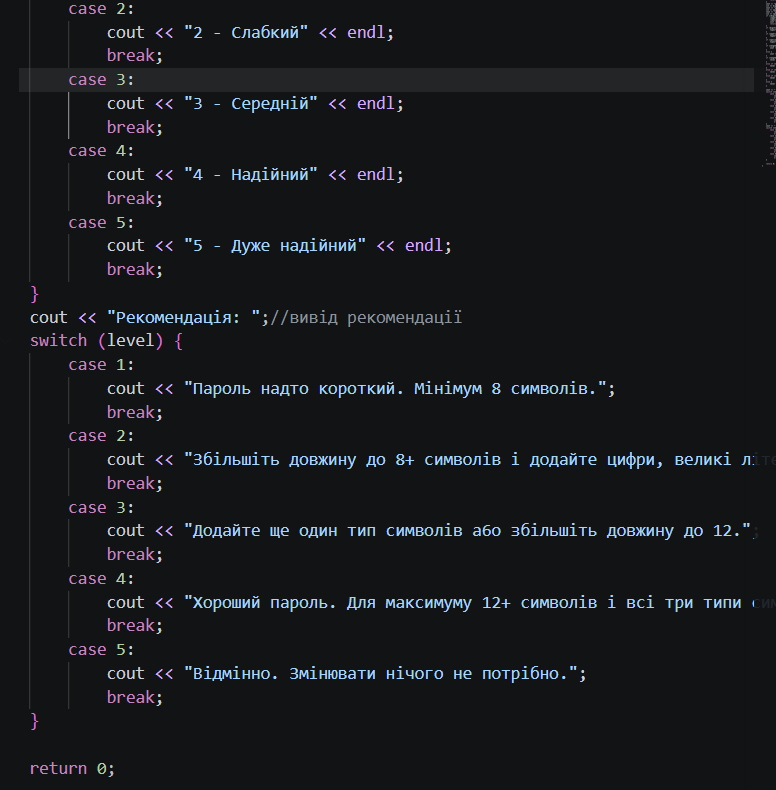 case 2:
cout << "2 - Слабкий" << endl;
break;
case 3:
cout << "3 - Середній" << endl;
break;
case 4:
cout << "4 - Надійний" << endl;
break;
case 5:
cout << "5 - Дуже надійний" << endl;
break;
}
cout << "Рекомендація: ";//вивід рекомендації
switch (level) {
case 1:
cout << "Пароль надто короткий. Мінімум 8 символів.";
break;
case 2:
cout << "Збільшіть довжину до 8+ символів і додайте цифри, великі літе
break;
case 3:
cout << "Додайте ще один тип символів або збільшіть довжину до 12.";
break;
case 4:
cout << "Хороший пароль. Для максимуму 12+ символів і всі три типи сим
break;
case 5:
cout << "Відмінно. Змінювати нічого не потрібно.";
break;
}
return 0;